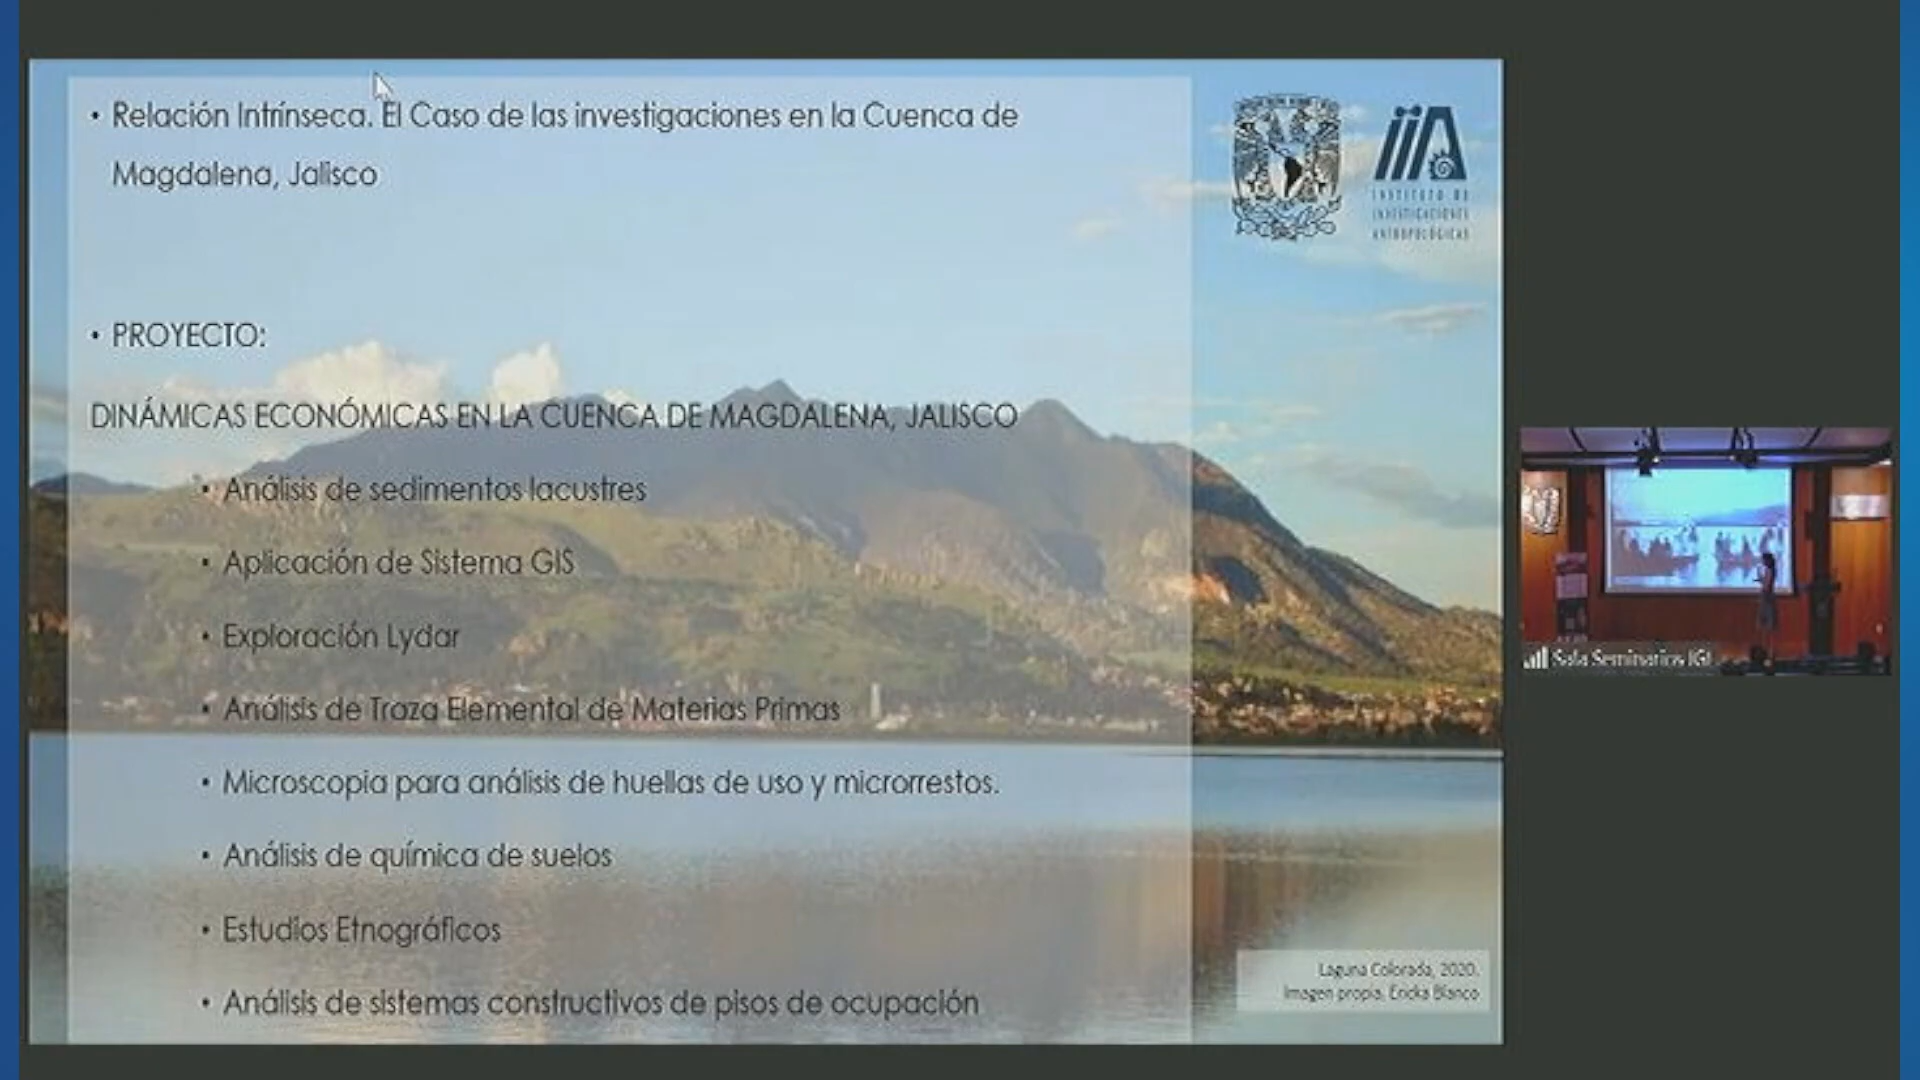 • Relación Intrínseca. El Caso de las investigaciones en la Cuenca de
Magdalena, Jalisco
• PROYECTO:
DINÁMICAS ECONÓMICAS EN LA CUENCA DE MAGDALENA, JALISCO
• Análisis de sedimentos lacustres
• Aplicación de Sistema GIS
• Exploración Lydar
• Análisis de Traza Elemental de Materias Primas
• Microscopia para análisis de huellas de uso y microrrestos.
• Análisis de química de suelos
• Estudios Etnográficos
• Análisis de sistemas constructivos de pisos de ocupación
iiA
INSTITUTO DE
INVESTIGACIONES
ANTROPOLÓGICAS
Laguna Colorada, 2020.
Imagen propia. Ericka Blanco
Sala Seminarios IGL